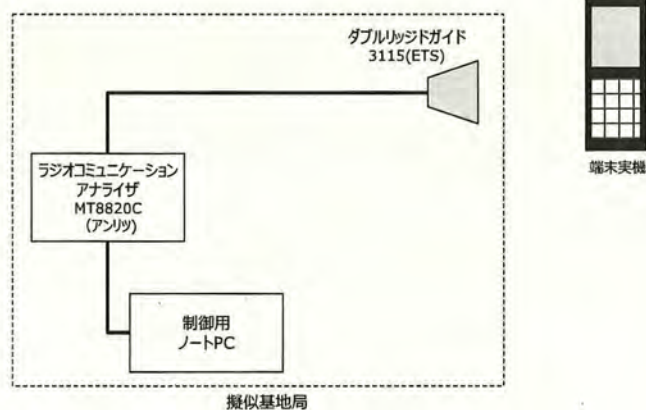 ダブルリッジドガイド
3115(ETS)
ラジオコミュニケーション
アナライザ
MT8820C
(アンリツ)
端末実機
制御用
ノートPC
擬似基地局